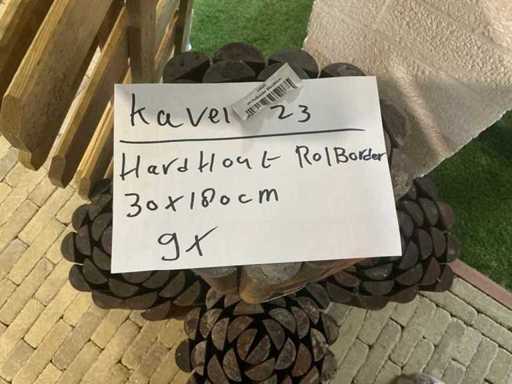 Kavel 23
HardHout RolBorder
30x180cm
9x